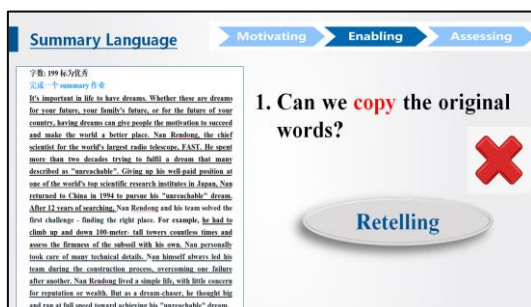 Summary Language
Motivating
Enabling
Assessing
字数: 199 标为优秀
完成一个 summary 作业
It's important in life to have dreams. Whether these are dreams
for your future, your family's future, or for the future of your
country, having dreams can give people the motivation to succeed
and make the world a better place. Nan Rendong, the chief
scientist for the world's largest radio telescope, FAST. He spent
more than two decades trying to fulfil a dream that many
described as "unreachable". Giving up his well-paid position at
one of the world's top scientific research institutes in Japan, Nan
returned to China in 1994 to pursue his "unreachable" dream.
After 12 years of searching, Nan Rendong and his team solved the
first challenge - finding the right place. For example, he had to
climb up and down 100-meter- tall towers countless times and
assess the firmness of the subsoil with his own. Nan personally
took care of many technical details. Nan himself always led his
team during the construction process, overcoming one failure
after another. Nan Rendong lived a simple life, with little concern
for reputation or wealth. But as a dream-chaser, he thought big
and ran at full speed toward achieving his "unreachable" dream.
1. Can we copy the original
words?
Retelling